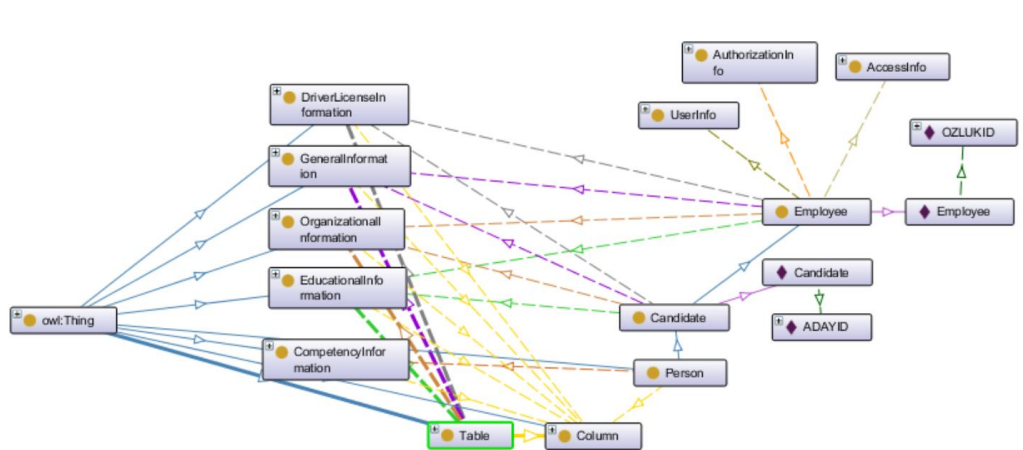 AuthorizationIn
fo
AccessInfo
DriverLicenseIn
formation
UserInfo
OZLUKID
GeneralInformat
ion
OrganizationalI
nformation
Employee
Employee
EducationalInfo
rmation
Candidate
owl:Thing
Candidate
ADAYID
CompetencyInfor
mation
Person
Table
Column